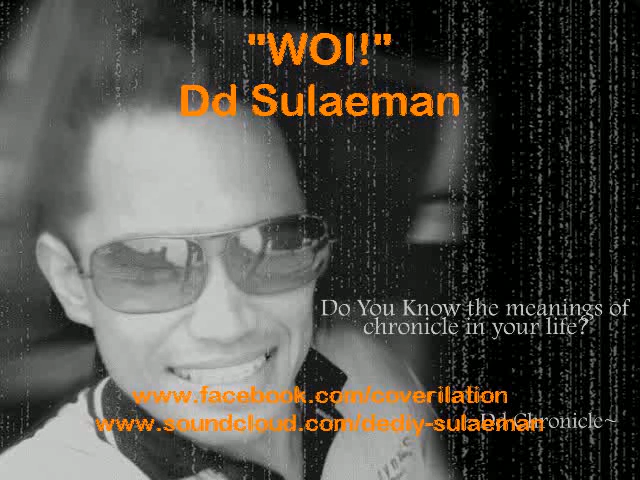 "WOI!"
Dd Sulaeman
Do You Know the meanings of
chronicle in your life?
www.facebook.com/coverilation
www.soundcloud.com/dediy-sulaeman
Dd Chronicle~